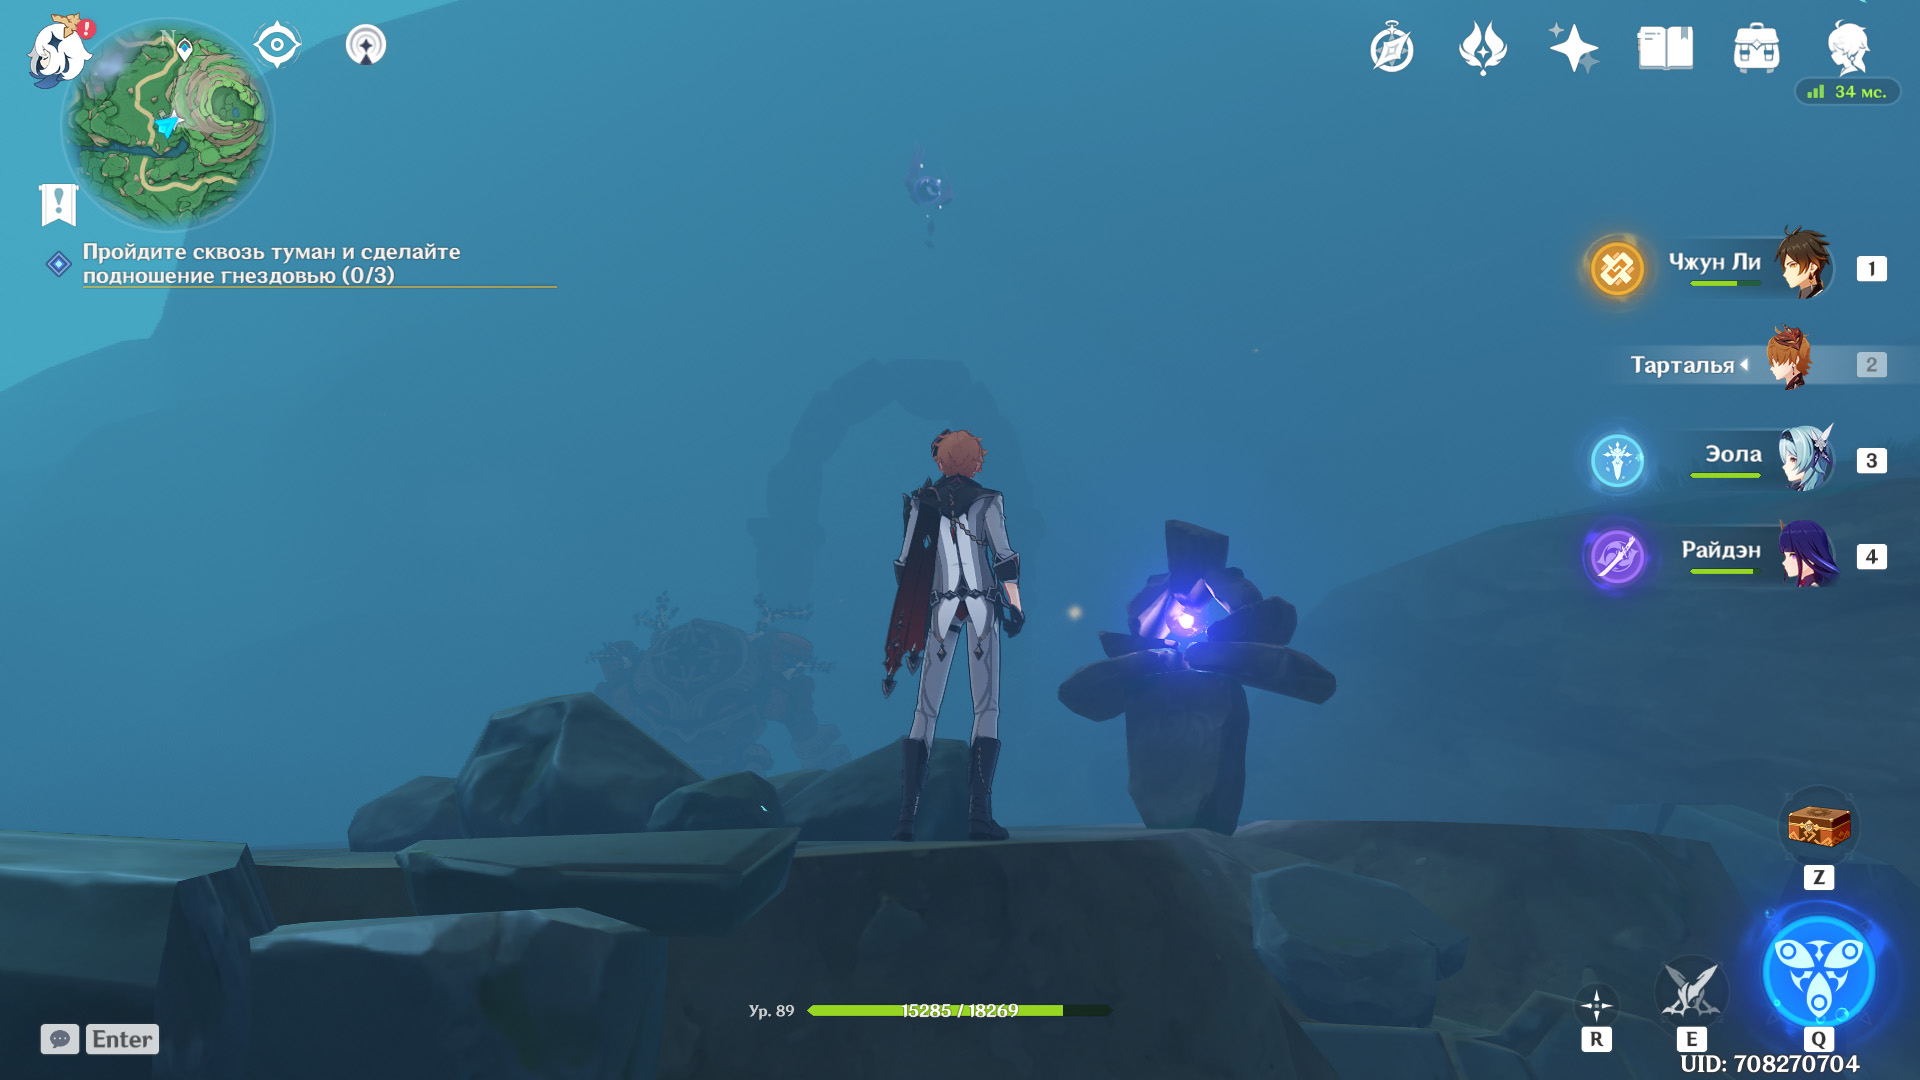 N
34 мс.
Пройдите сквозь туман и сделайте
подношение гнездовью (0/3)
Чжун Ли
1
Тарталья
2
Эола
3
Райдэн
4
Z
Ур. 89
15285 / 18269
Enter
R
E
Q
UID: 708270704